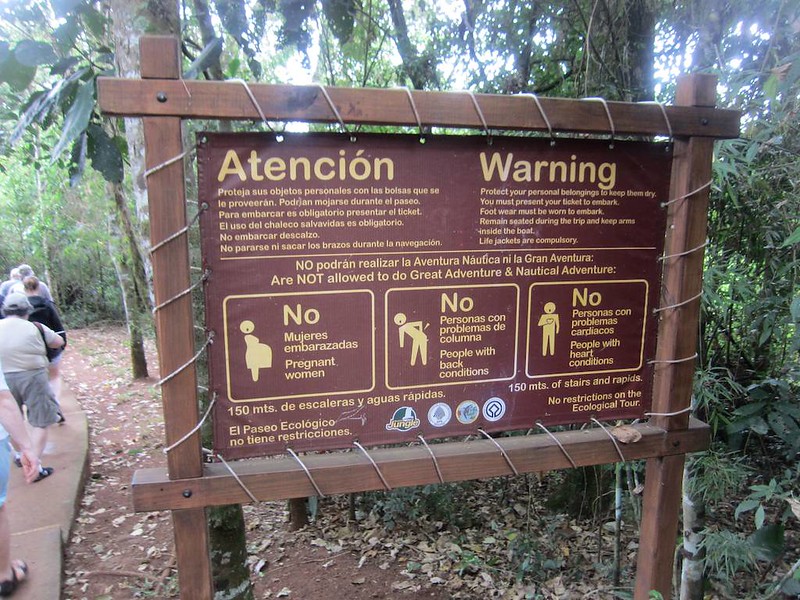 Atención
Proteja sus objetos personales con las bolsas que se
le proveerán. Podrían mojarse durante el paseo.
Para embarcar es obligatorio presentar el ticket.
El uso del chaleco salvavidas es obligatorio.
No embarcar descalzo.
No pararse ni sacar los brazos durante la navegación.
Warning
Protect your personal belongings to keep them dry.
You must present your ticket to embark.
Foot wear must be worn to embark.
Remain seated during the trip and keep arms
inside the boat.
Life jackets are compulsory.
NO podrán realizar la Aventura Náutica ni la Gran Aventura:
Are NOT allowed to do Great Adventure & Nautical Adventure:
No
Mujeres
embarazadas
Pregnant
women
No
Personas con
problemas de
columna
People with
back
conditions
No
Personas con
problemas
cardíacos
People with
heart
conditions
150 mts. de escaleras y aguas rápidas.
El Paseo Ecológico
no tiene restricciones.
Jungle
150 mts. of stairs and rapids.
No restrictions on the
Ecological Tour.